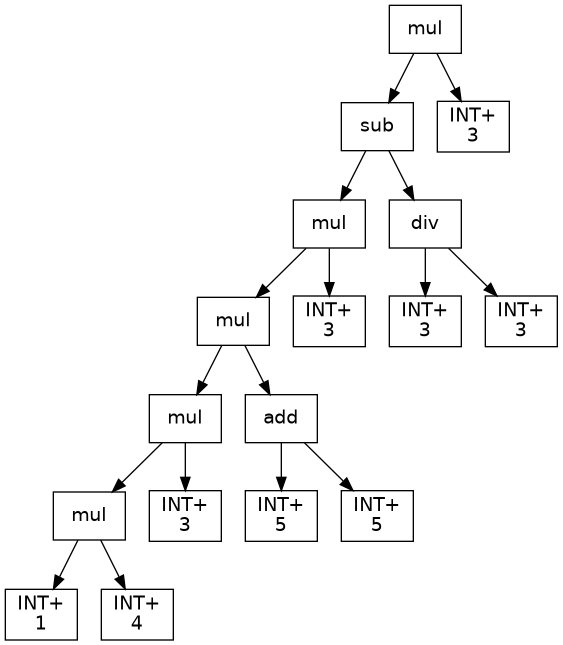 mul
sub
INT+
3
mul
div
mul
INT+
3
INT+
3
INT+
3
mul
add
mul
INT+
3
INT+
5
INT+
5
INT+
1
INT+
4